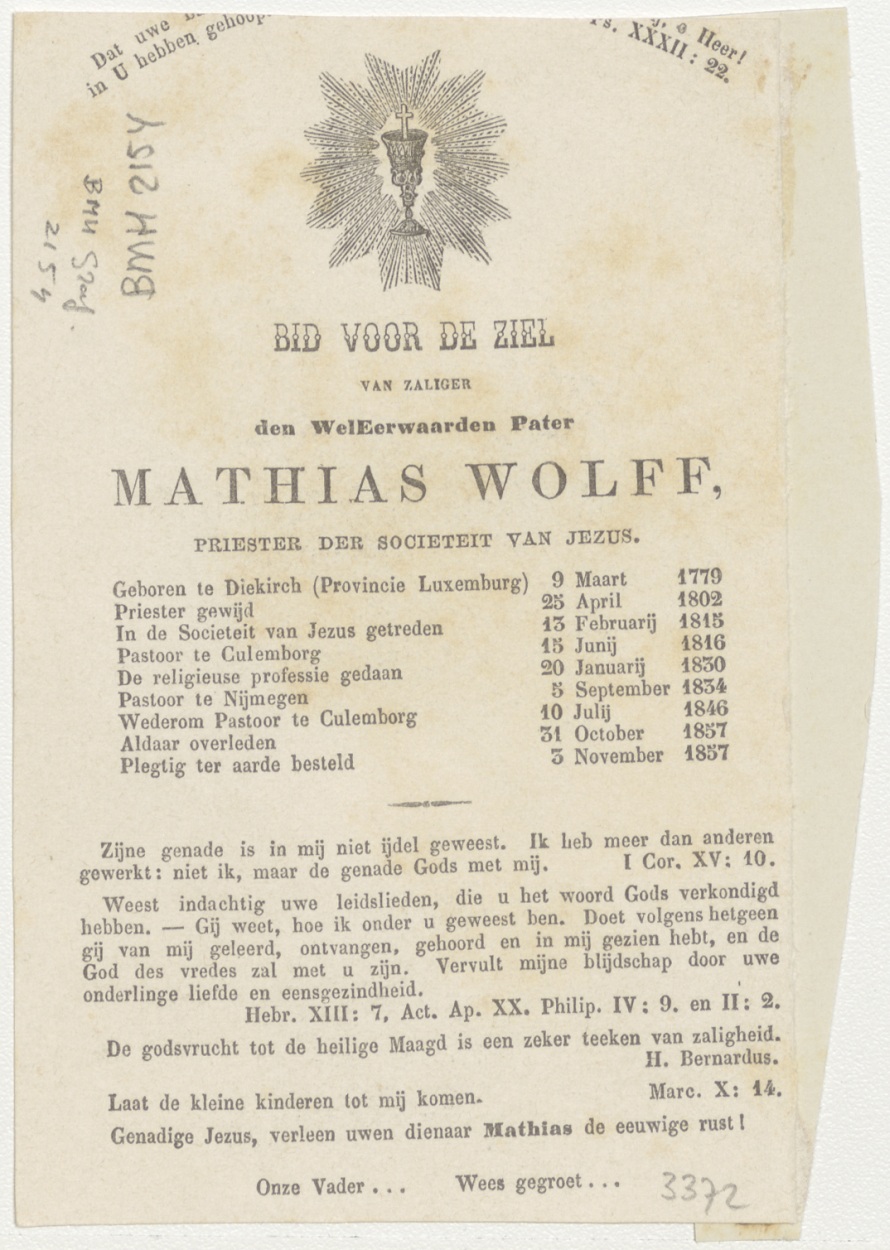 Dat uwe
in U hebben gehoop
o Heer!
Ps. XXXII: 22.
BMH 2154
BMH
2154
BID VOOR DE ZIEL
VAN ZALIGER
den WelEerwaarden Pater
MATHIAS WOLFF,
PRIESTER DER SOCIETEIT VAN JEZUS.
Geboren te Diekirch (Provincie Luxemburg) 9 Maart 1779
Priester gewijd 25 April 1802
In de Societeit van Jezus getreden 13 Februarij 1815
Pastoor te Culemborg 15 Junij 1816
De religieuse professie gedaan 20 Januarij 1830
Pastoor te Nijmegen 5 September 1834
Wederom Pastoor te Culemborg 10 Julij 1846
Aldaar overleden 31 October 1857
Plegtig ter aarde besteld 3 November 1857
Zijne genade is in mij niet ijdel geweest. Ik heb meer dan anderen
gewerkt: niet ik, maar de genade Gods met mij. I Cor. XV: 10.
Weest indachtig uwe leidslieden, die u het woord Gods verkondigd
hebben. — Gij weet, hoe ik onder u geweest ben. Doet volgens hetgeen
gij van mij geleerd, ontvangen, gehoord en in mij gezien hebt, en de
God des vredes zal met u zijn. Vervult mijne blijdschap door uwe
onderlinge liefde en eensgezindheid.
Hebr. XIII: 7, Act. Ap. XX. Philip. IV: 9. en II: 2.
De godsvrucht tot de heilige Maagd is een zeker teeken van zaligheid.
H. Bernardus.
Laat de kleine kinderen tot mij komen. Marc. X: 14.
Genadige Jezus, verleen uwen dienaar Mathias de eeuwige rust!
Onze Vader... Wees gegroet...
3372